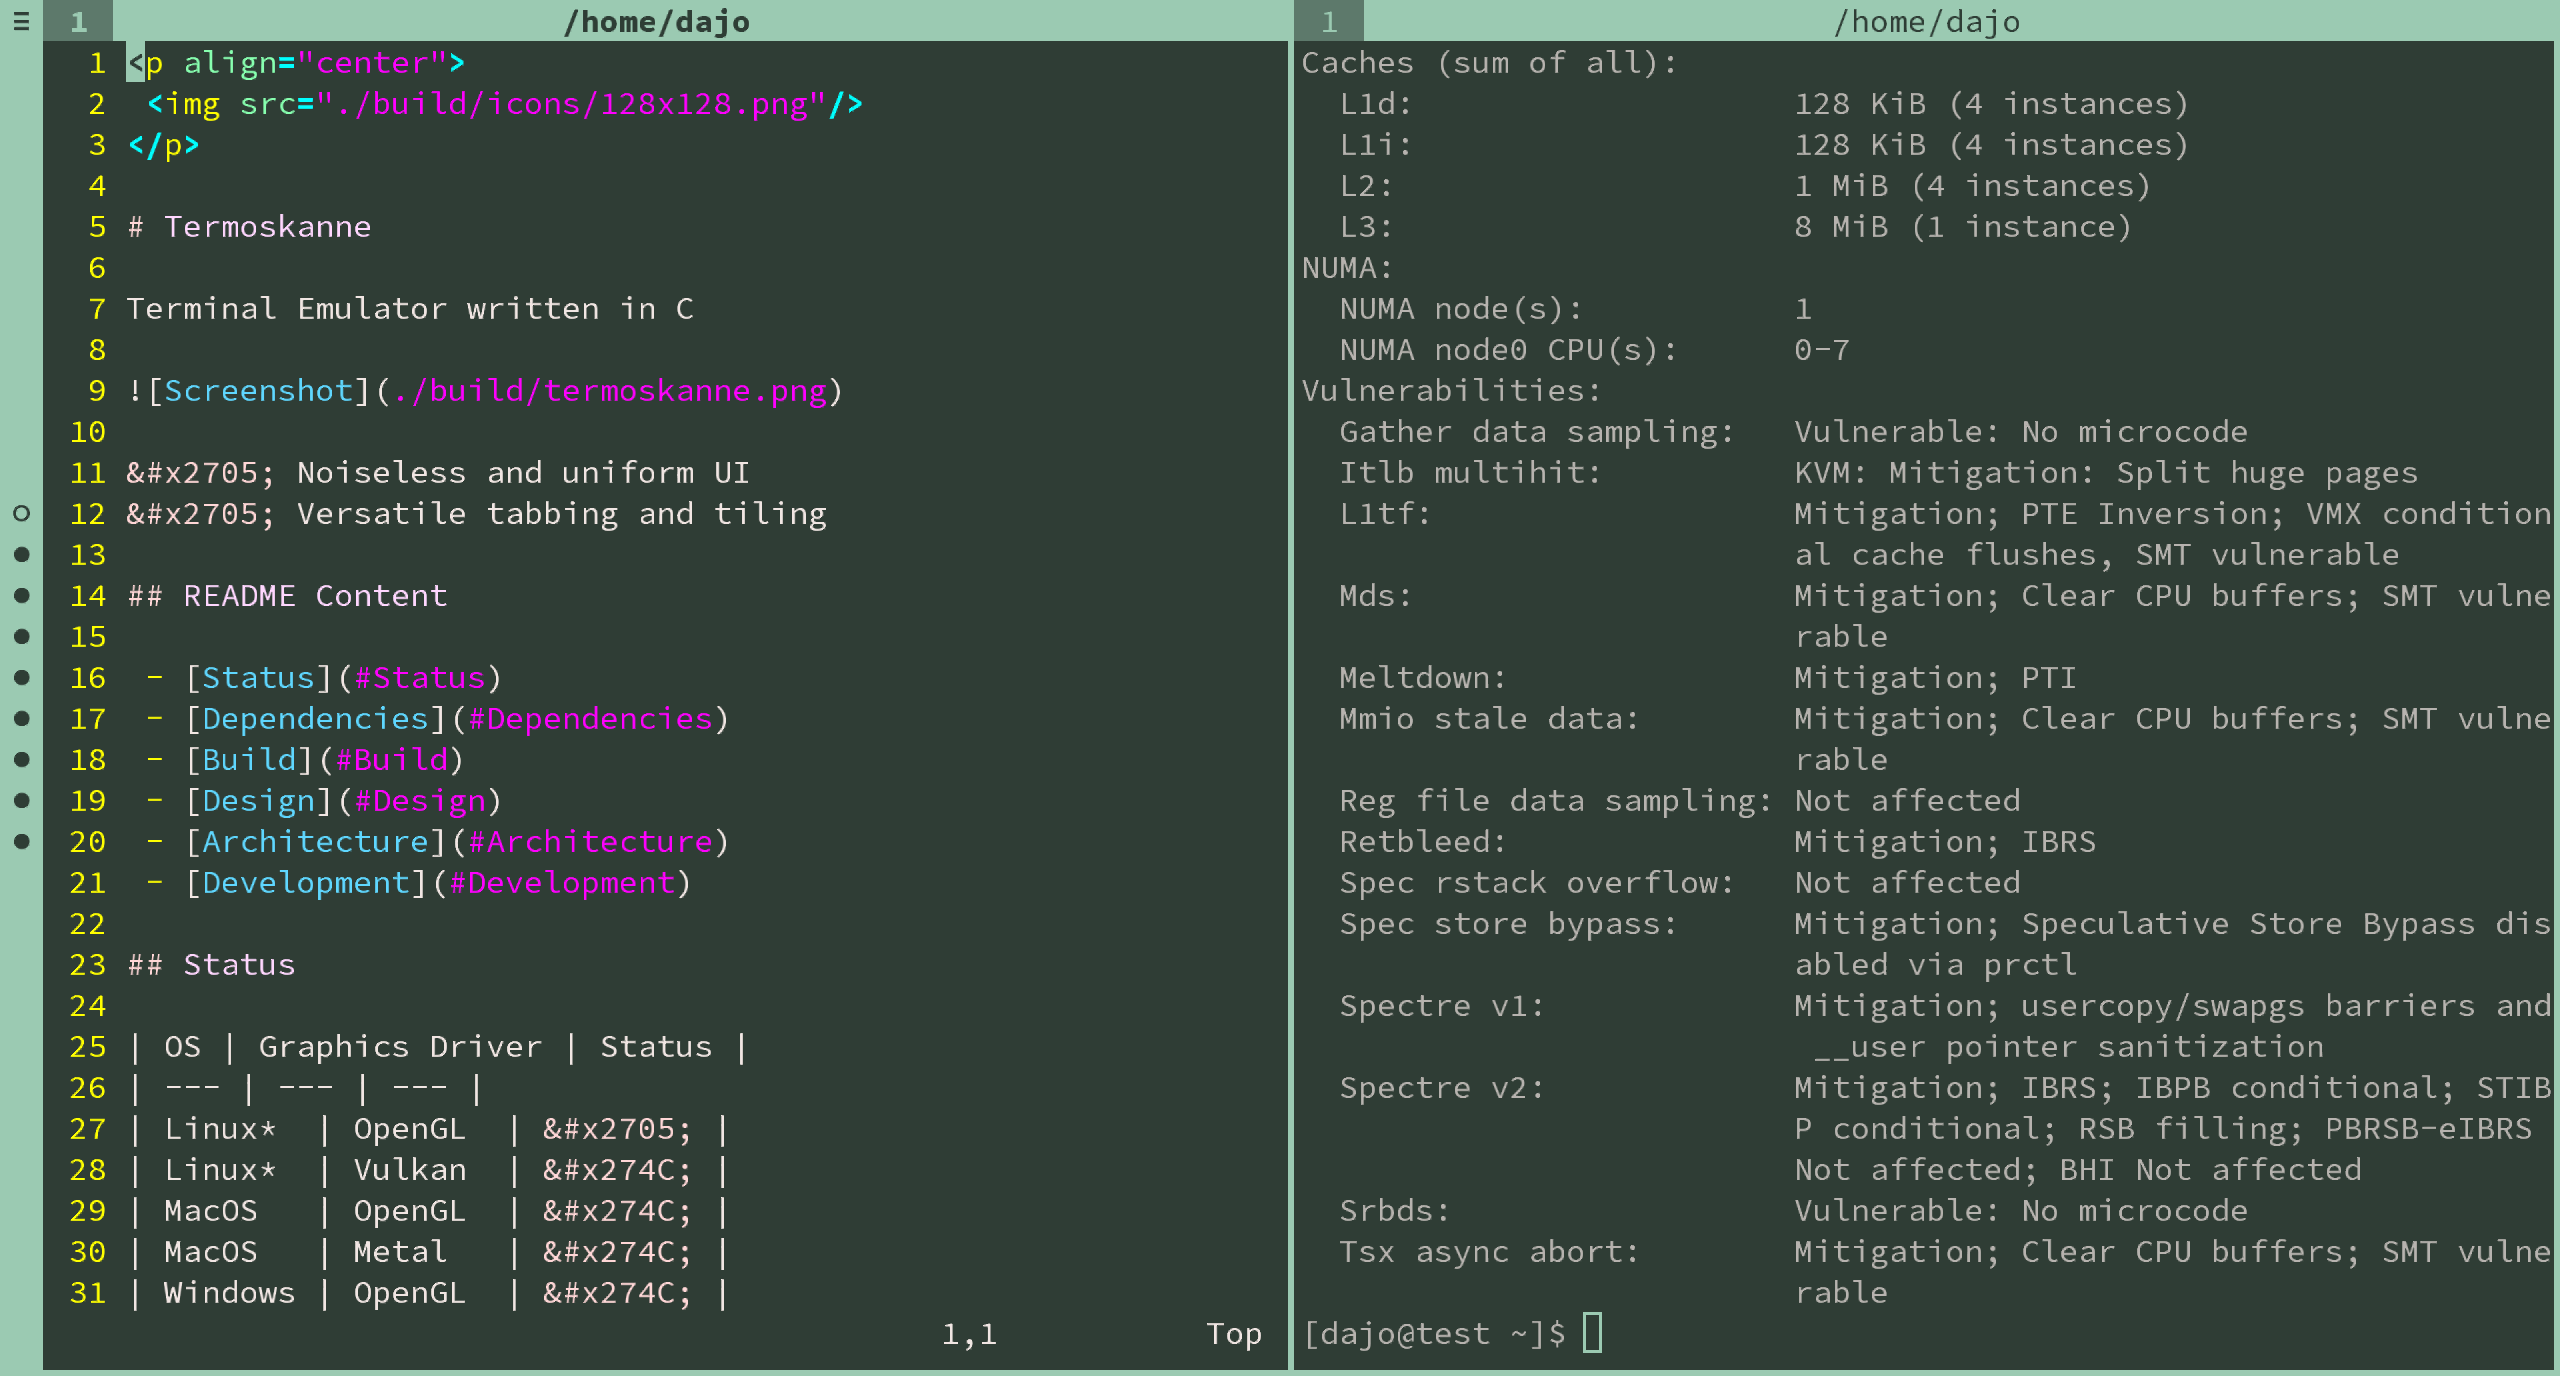 ☰ 1 /home/dajo
1 <p align="center">
2  <img src="./build/icons/128x128.png"/>
3 </p>
4
5 # Termoskanne
6
7 Terminal Emulator written in C
8
9 ![Screenshot](./build/termoskanne.png)
10
11 &#x2705; Noiseless and uniform UI
12 &#x2705; Versatile tabbing and tiling
13
14 ## README Content
15
16  - [Status](#Status)
17  - [Dependencies](#Dependencies)
18  - [Build](#Build)
19  - [Design](#Design)
20  - [Architecture](#Architecture)
21  - [Development](#Development)
22
23 ## Status
24
25 | OS | Graphics Driver | Status |
26 | --- | --- | --- |
27 | Linux*  | OpenGL  | &#x2705; |
28 | Linux*  | Vulkan  | &#x274C; |
29 | MacOS   | OpenGL  | &#x274C; |
30 | MacOS   | Metal   | &#x274C; |
31 | Windows | OpenGL  | &#x274C; |
1,1 Top
1 /home/dajo
Caches (sum of all):
  L1d: 128 KiB (4 instances)
  L1i: 128 KiB (4 instances)
  L2: 1 MiB (4 instances)
  L3: 8 MiB (1 instance)
NUMA:
  NUMA node(s): 1
  NUMA node0 CPU(s): 0-7
Vulnerabilities:
  Gather data sampling: Vulnerable: No microcode
  Itlb multihit: KVM: Mitigation: Split huge pages
  L1tf: Mitigation; PTE Inversion; VMX condition
al cache flushes, SMT vulnerable
  Mds: Mitigation; Clear CPU buffers; SMT vulne
rable
  Meltdown: Mitigation; PTI
  Mmio stale data: Mitigation; Clear CPU buffers; SMT vulne
rable
  Reg file data sampling: Not affected
  Retbleed: Mitigation; IBRS
  Spec rstack overflow: Not affected
  Spec store bypass: Mitigation; Speculative Store Bypass dis
abled via prctl
  Spectre v1: Mitigation; usercopy/swapgs barriers and
 __user pointer sanitization
  Spectre v2: Mitigation; IBRS; IBPB conditional; STIB
P conditional; RSB filling; PBRSB-eIBRS
Not affected; BHI Not affected
  Srbds: Vulnerable: No microcode
  Tsx async abort: Mitigation; Clear CPU buffers; SMT vulne
rable
[dajo@test ~]$